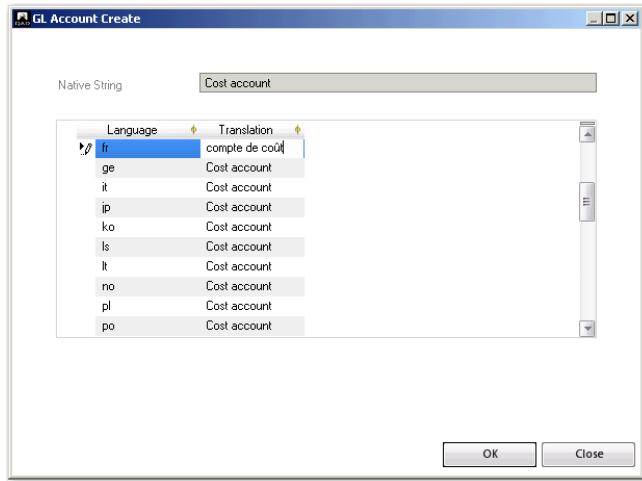 QAD GL Account Create
Native String Cost account
Language Translation
fr compte de coût
ge Cost account
it Cost account
jp Cost account
ko Cost account
ls Cost account
lt Cost account
no Cost account
pl Cost account
po Cost account
OK Close